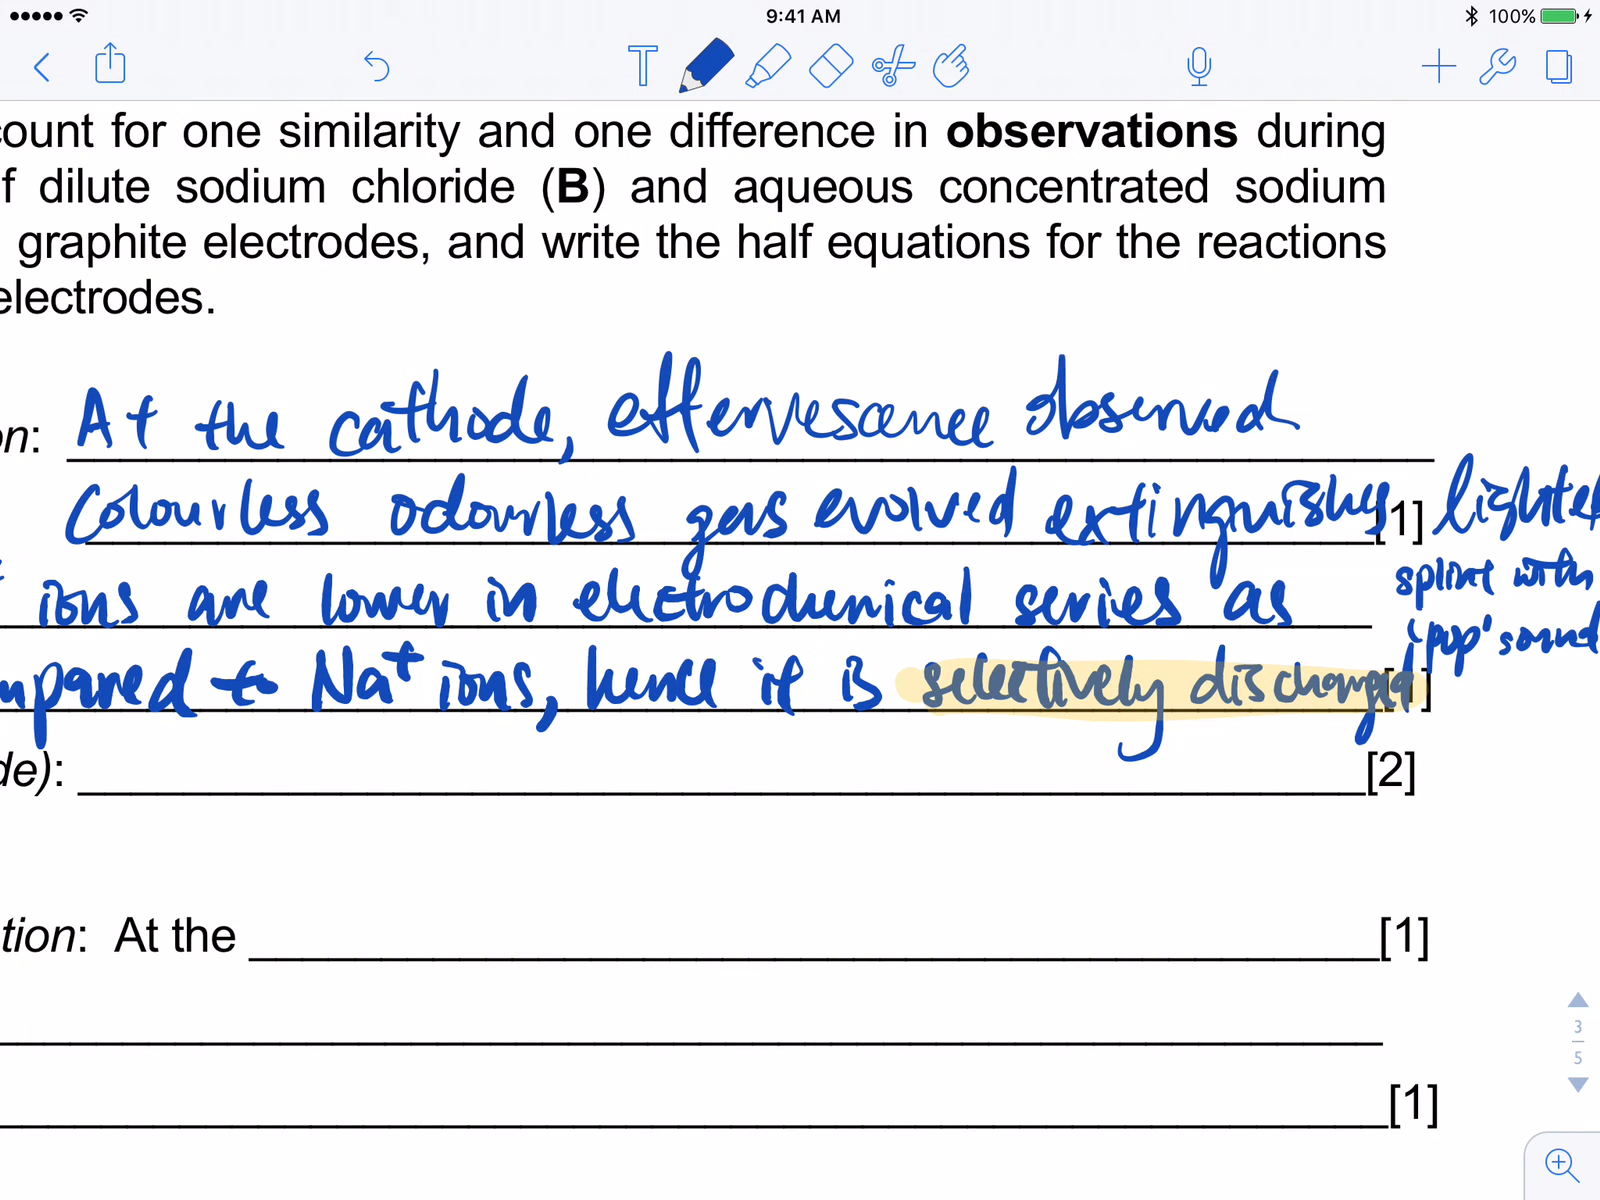 9:41 AM
100%
count for one similarity and one difference in observations during
f dilute sodium chloride (B) and aqueous concentrated sodium
graphite electrodes, and write the half equations for the reactions
electrodes.
on: At the cathode, effervescence observed
Colourless odourless gas evolved extinguishes [1] lighted
splint with
'pop' sound
ions are lower in electrochemical series as
mpared to Na+ ions, hence it is selectively discharged [1]
de): [2]
tion: At the [1]
[1]
3
5